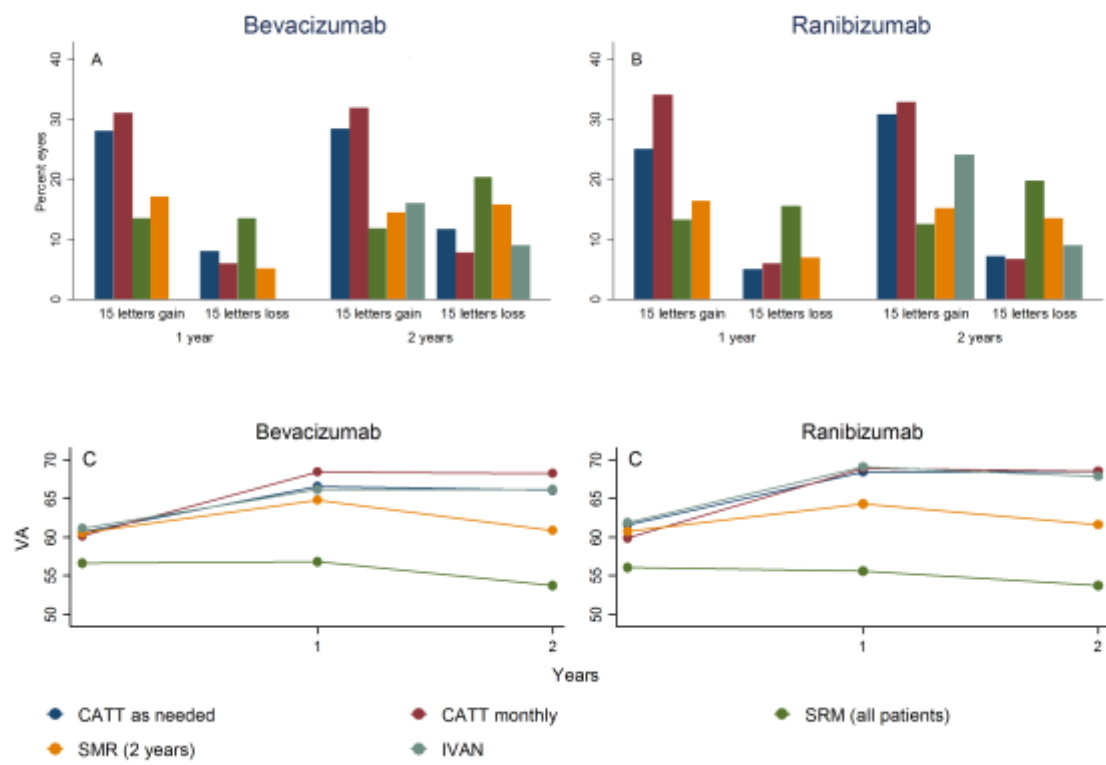 Bevacizumab
Ranibizumab
A
Percent eyes
0
10
20
30
40
15 letters gain
15 letters loss
15 letters gain
15 letters loss
1 year
2 years
B
0
10
20
30
40
15 letters gain
15 letters loss
15 letters gain
15 letters loss
1 year
2 years
Bevacizumab
C
VA
50
55
60
65
70
1
2
Ranibizumab
C
50
55
60
65
70
1
2
Years
CATT as needed
CATT monthly
SRM (all patients)
SMR (2 years)
IVAN